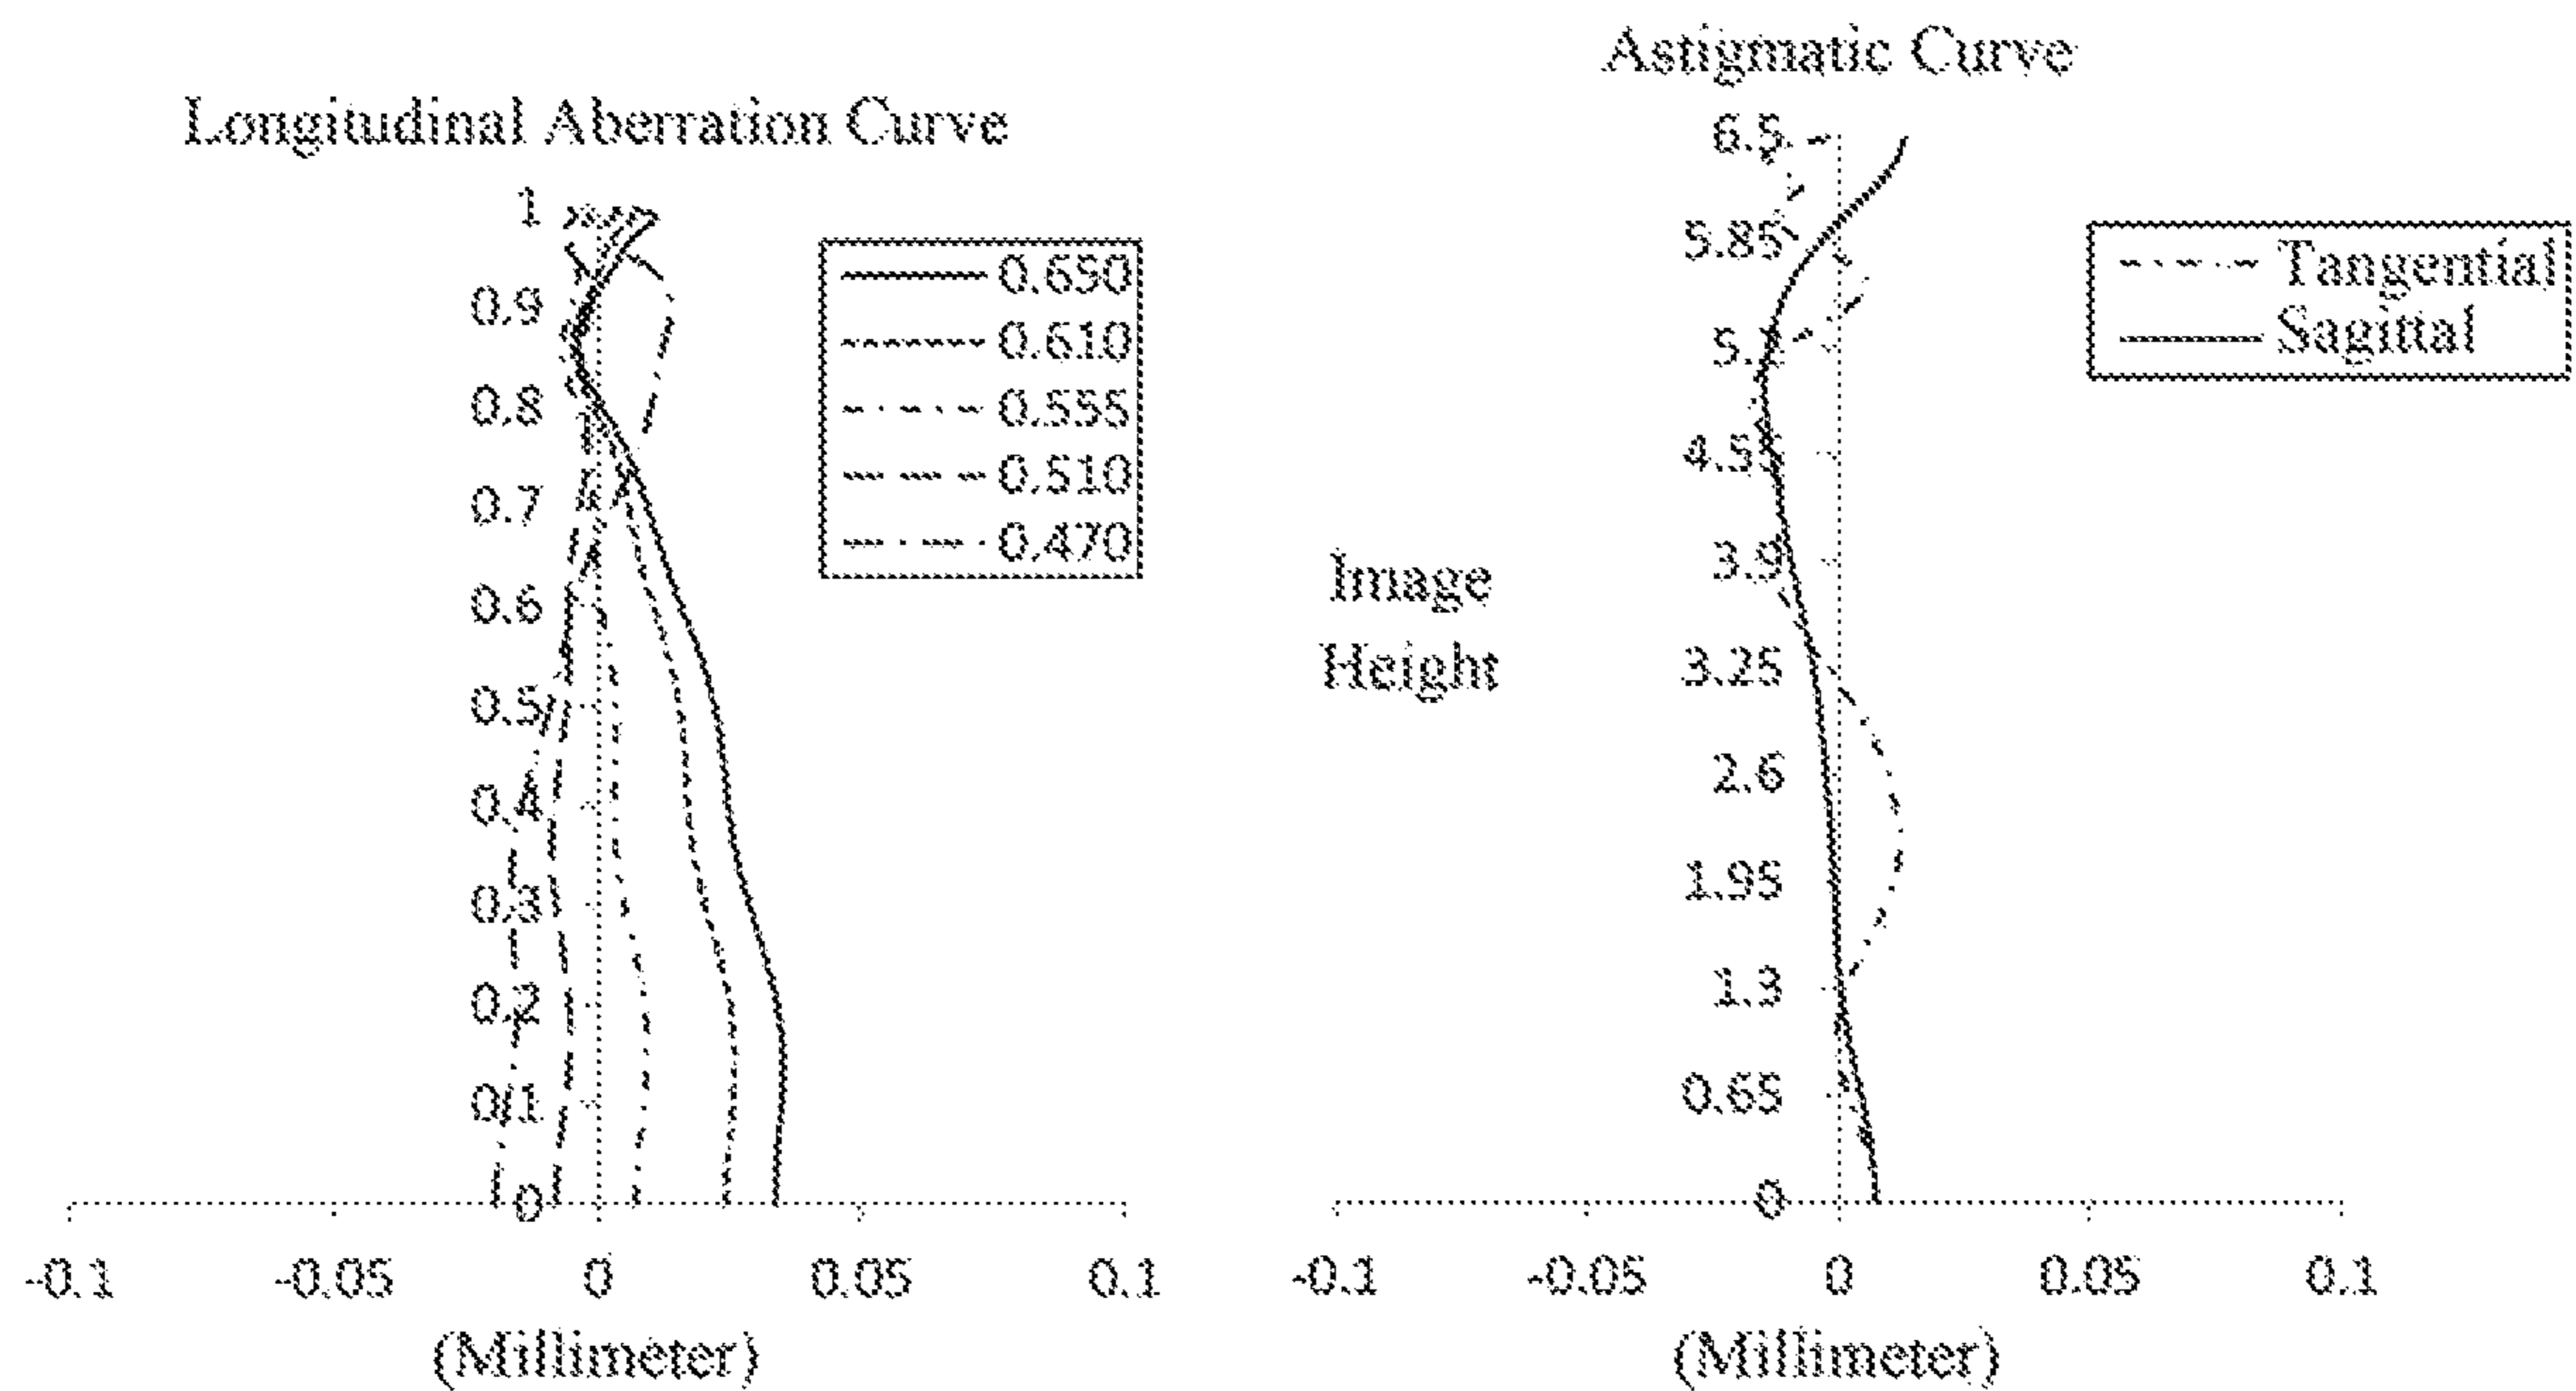 Longitudinal Aberration Curve
1
0.9
0.8
0.7
0.6
0.5
0.4
0.3
0.2
0.1
0
-0.1 -0.05 0 0.05 0.1
(Millimeter)
0.650
0.610
0.555
0.510
0.470
Astigmatic Curve
Image
Height
6.5
5.85
5.2
4.55
3.9
3.25
2.6
1.95
1.3
0.65
0
-0.1 -0.05 0 0.05 0.1
(Millimeter)
Tangential
Sagittal